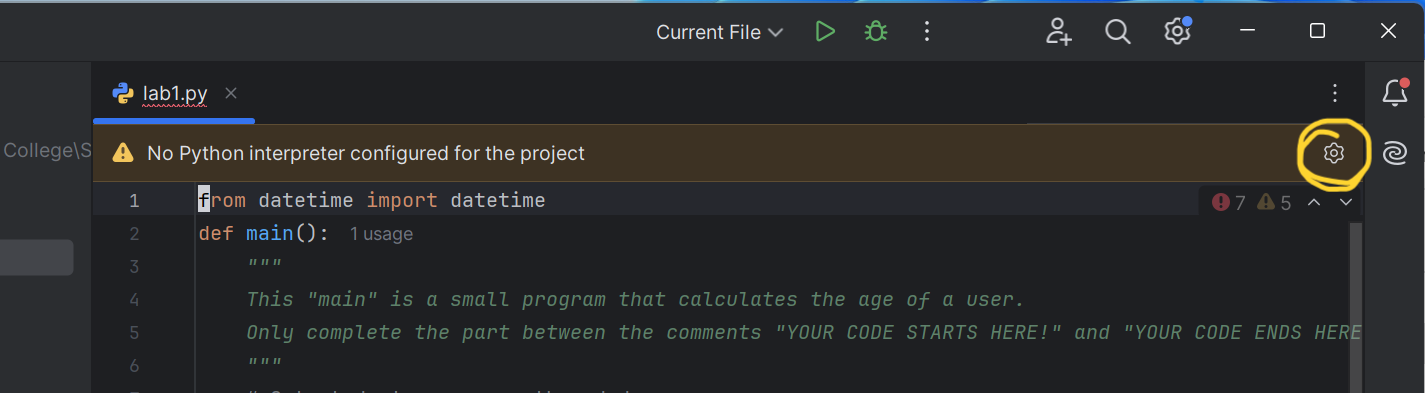 Current File
lab1.py
College\S
No Python interpreter configured for the project
1 from datetime import datetime
7 5
2 def main(): 1 usage
3 """
4 This "main" is a small program that calculates the age of a user.
5 Only complete the part between the comments "YOUR CODE STARTS HERE!" and "YOUR CODE ENDS HERE
6 """